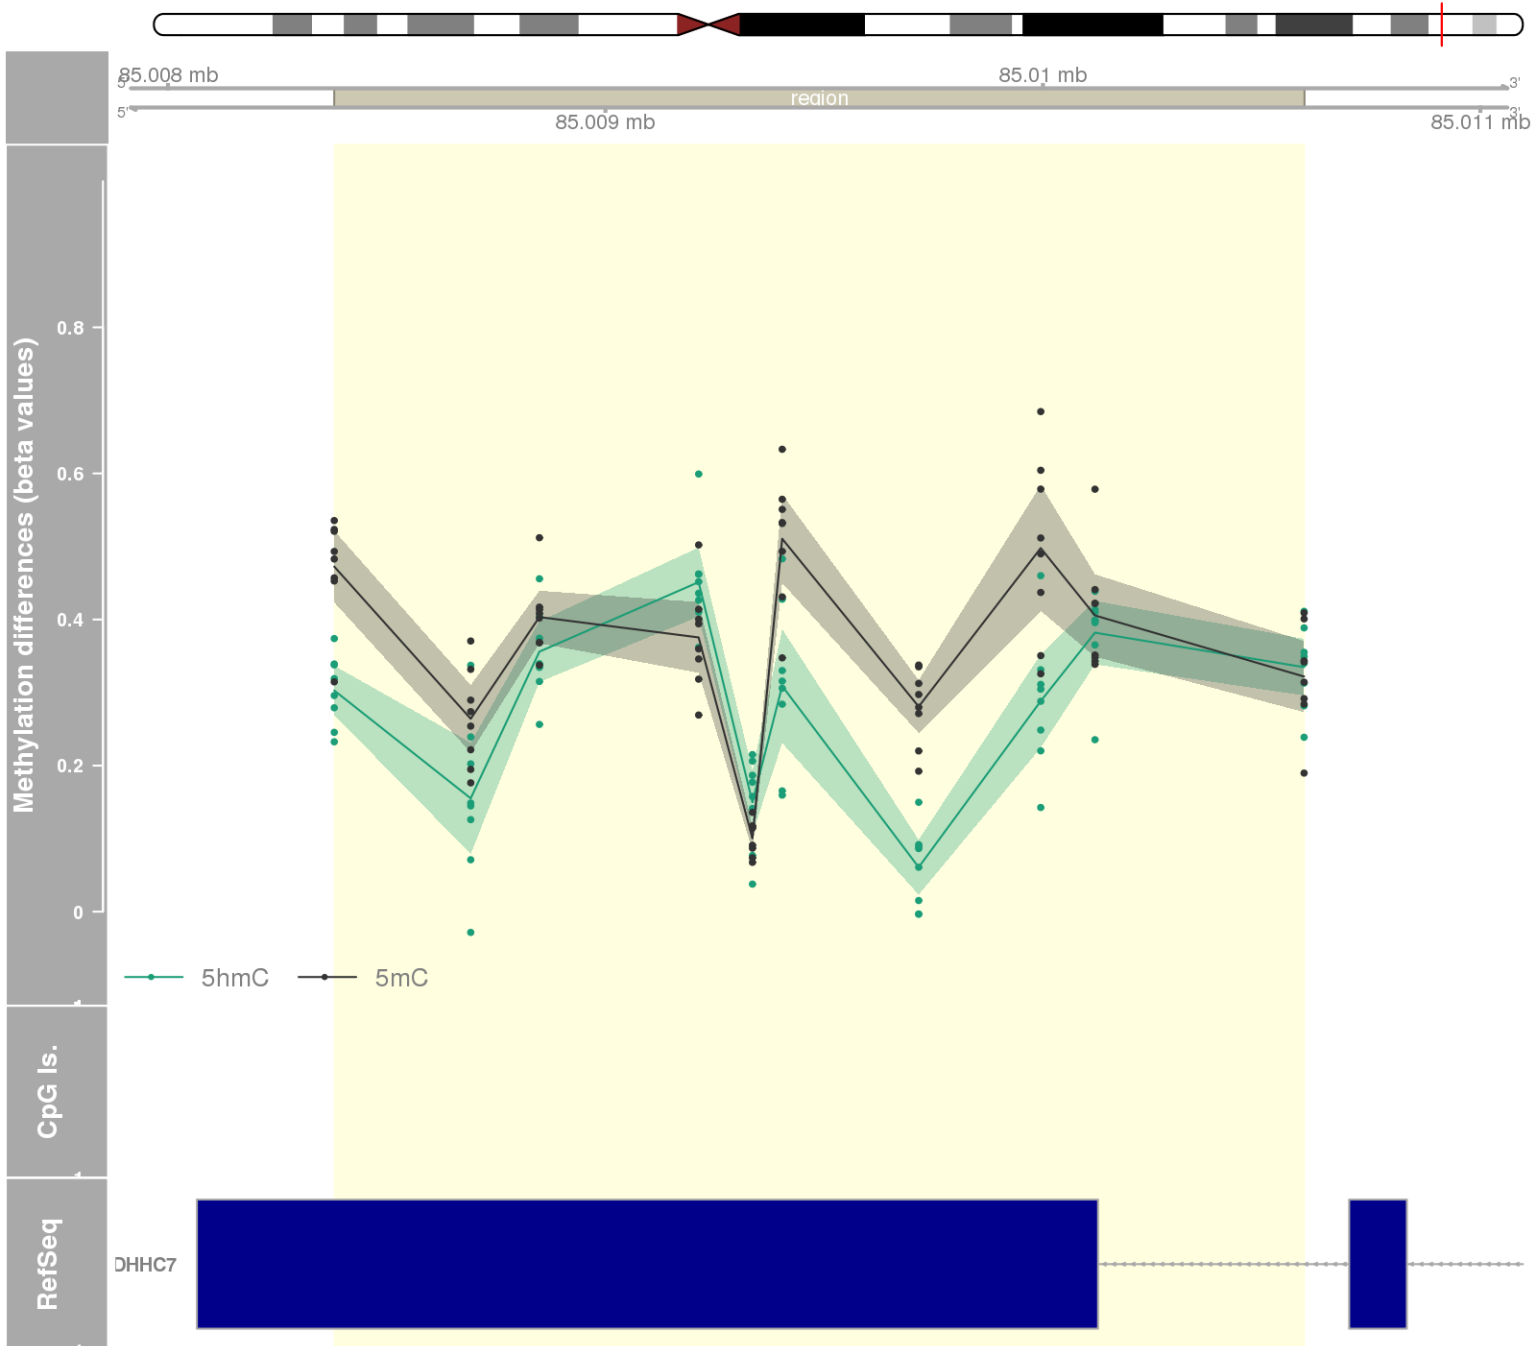 85.008 mb
85.01 mb
5'
3'
region
5'
3'
85.009 mb
85.011 mb
Methylation differences (beta values)
0.8
0.6
0.4
0.2
0
5hmC
5mC
CpG Is.
RefSeq
DHHC7